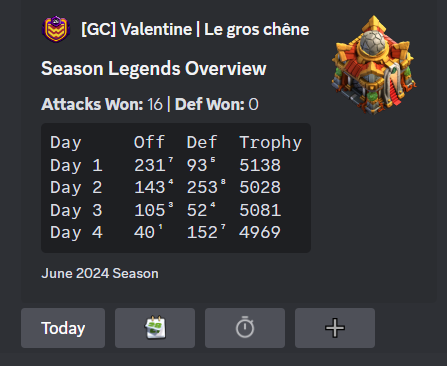 [GC] Valentine | Le gros chêne
Season Legends Overview
Attacks Won: 16 | Def Won: 0
Day Off Def Trophy
Day 1 231⁷ 93⁵ 5138
Day 2 143⁴ 253⁸ 5028
Day 3 105³ 52⁴ 5081
Day 4 40¹ 152⁷ 4969
June 2024 Season
Today